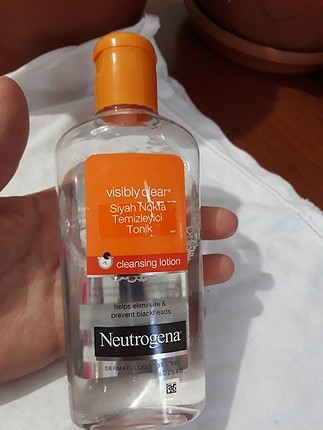 visibly clear®
Siyah Nokta
Temizleyici
Tonik
cleansing lotion
helps eliminate &
prevent blackheads
Neutrogena®